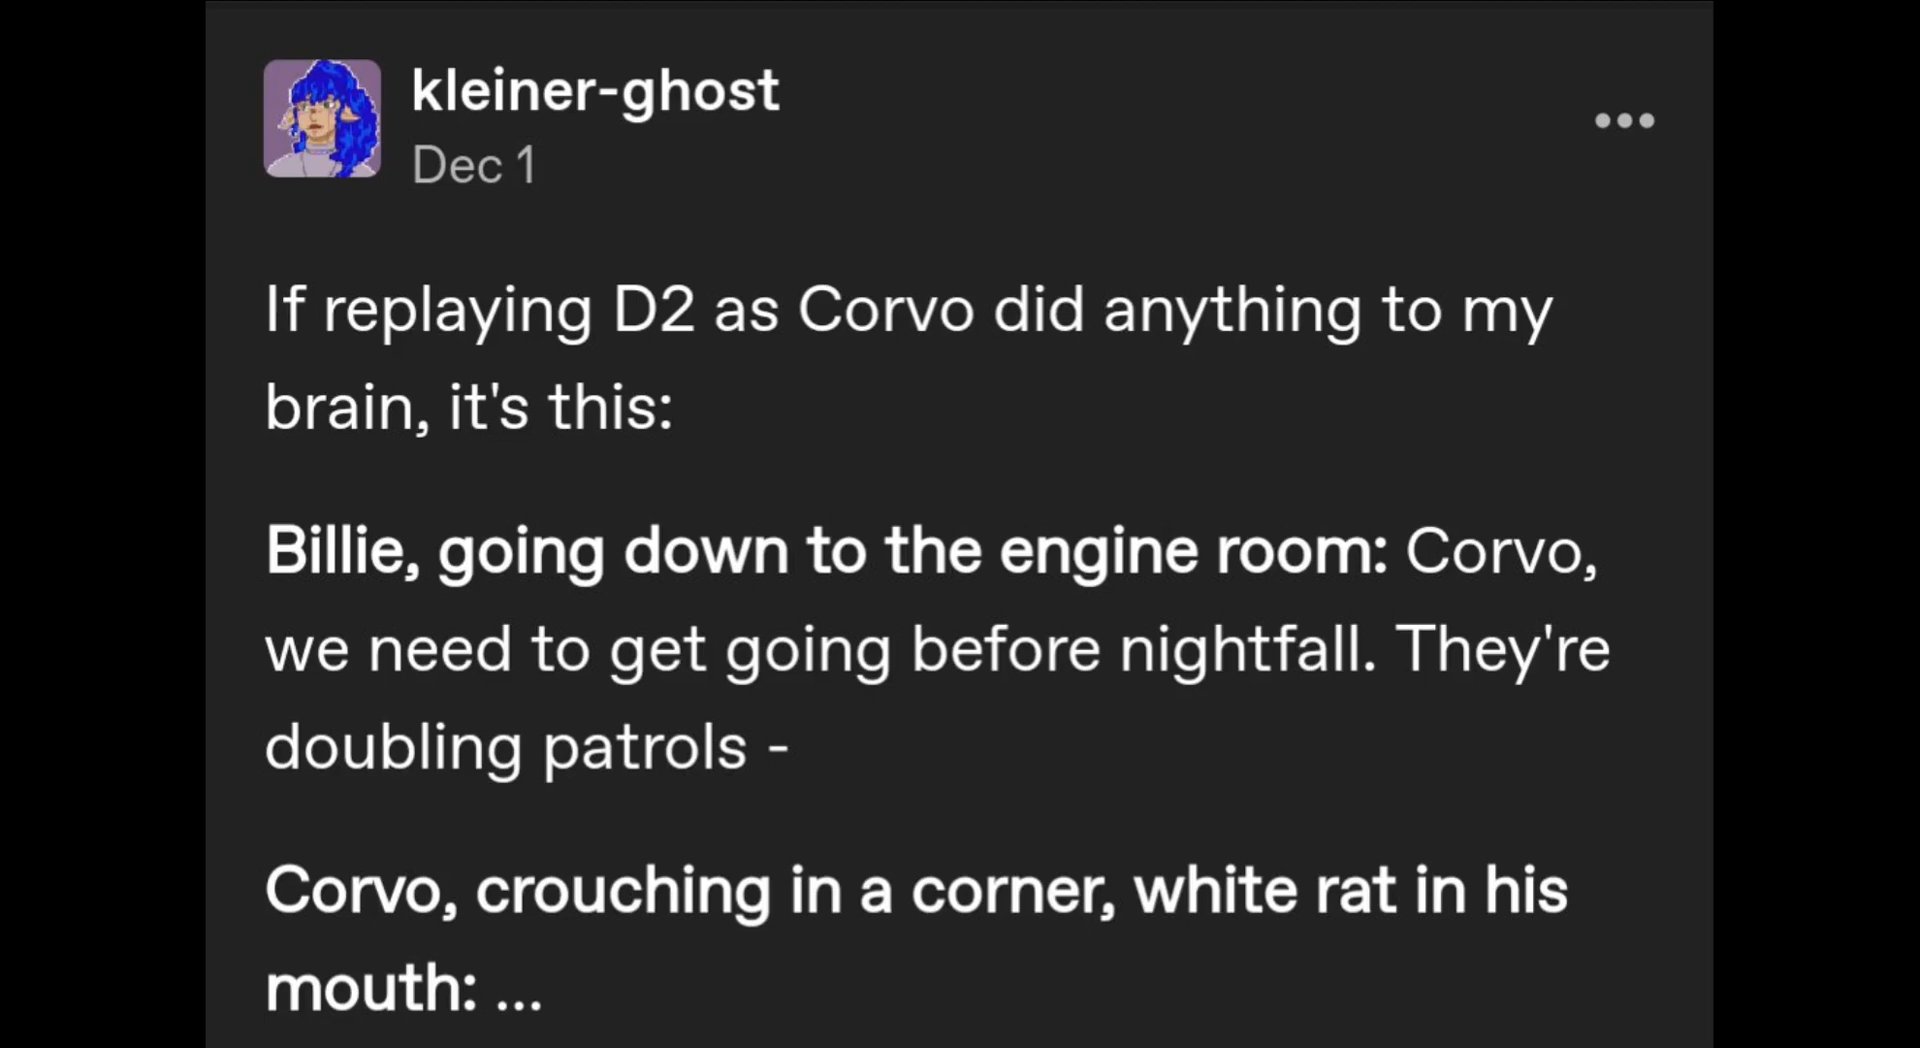 kleiner-ghost
Dec 1
If replaying D2 as Corvo did anything to my
brain, it's this:
Billie, going down to the engine room: Corvo,
we need to get going before nightfall. They're
doubling patrols -
Corvo, crouching in a corner, white rat in his
mouth: ...